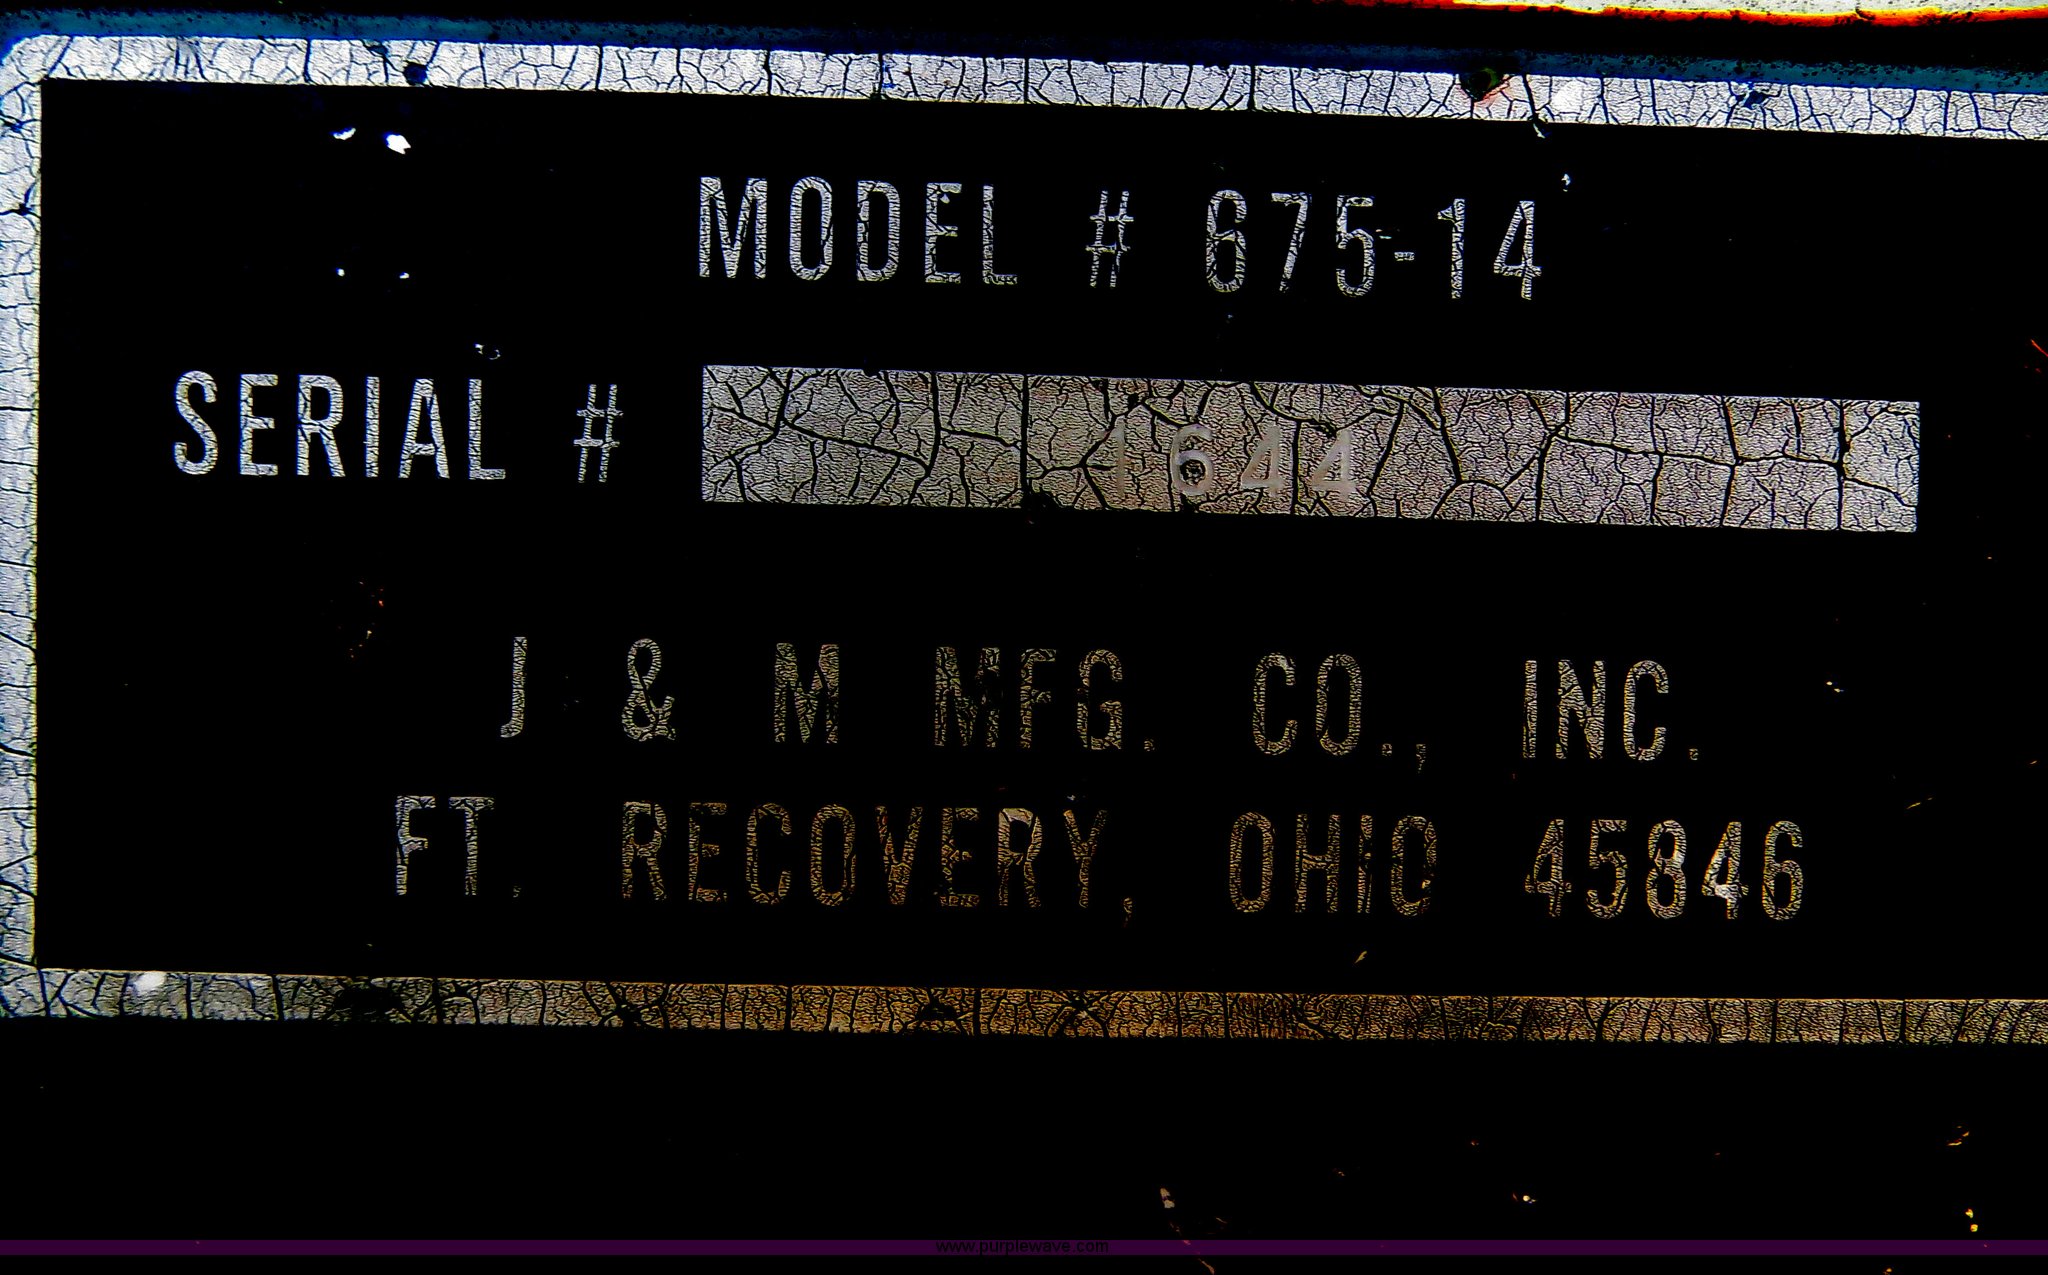 MODEL # 675-14
SERIAL # 1644
J & M MFG. CO., INC.
FT. RECOVERY, OHIO 45846
www.purplewave.com